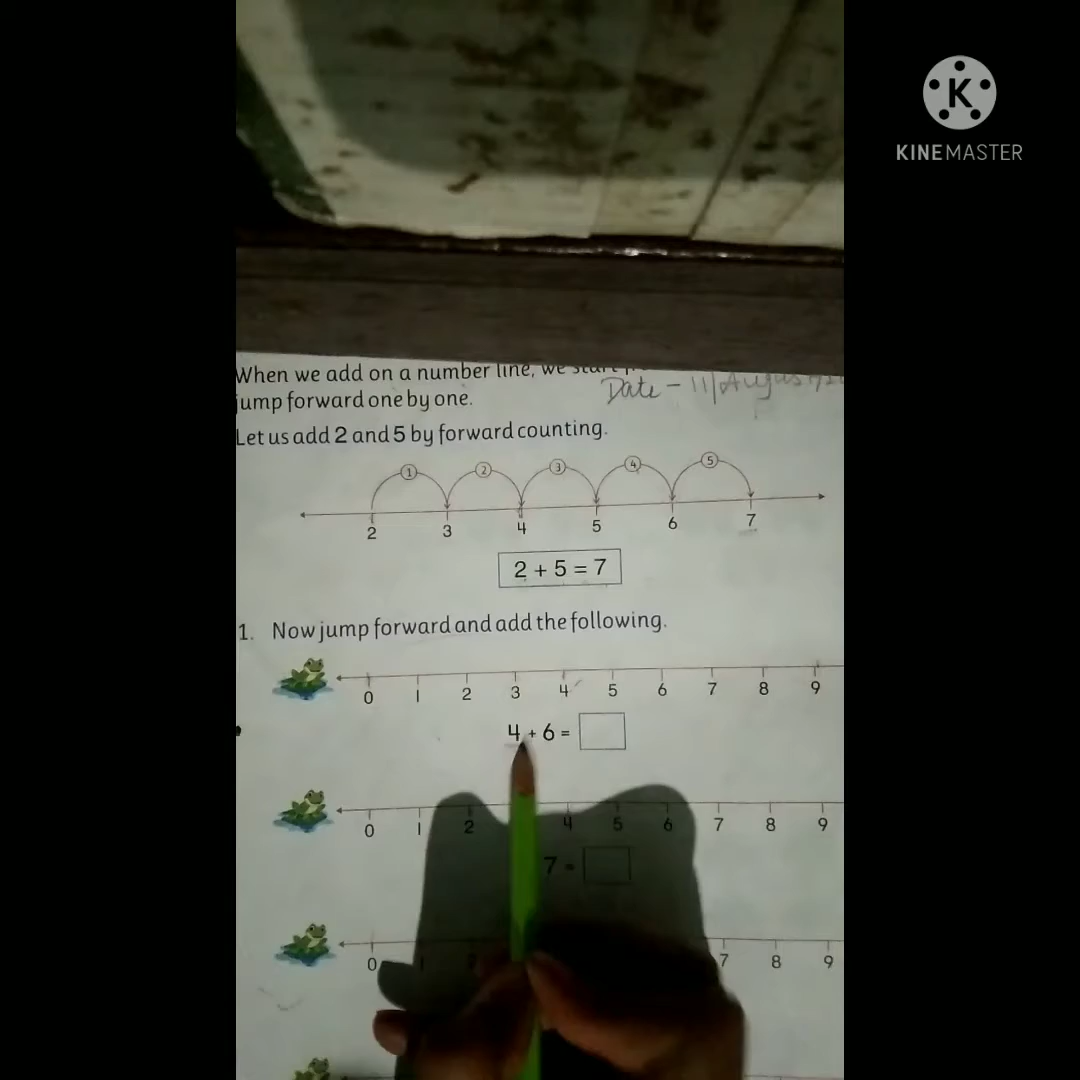 KINEMASTER
When we add on a number line, we start
jump forward one by one.
Date - 11/August/
Let us add 2 and 5 by forward counting.
1 2 3 4 5
2 3 4 5 6 7
2 + 5 = 7
1. Now jump forward and add the following.
0 1 2 3 4 5 6 7 8 9
4 + 6 =
0 1 2 4 5 6 7 8 9
7 =
0 1 7 8 9